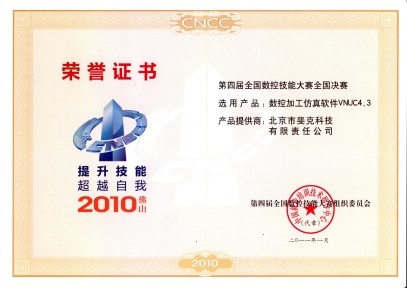 CNCC
荣誉证书
第四届全国数控技能大赛全国决赛
选用产品：数控加工仿真软件VNUC4.3
产品提供商：北京市斐克科技
有限责任公司
提升技能
超越自我
2010佛山
第四届全国数控技能大赛组织委员会
（代章）
二〇一一年一月
2010